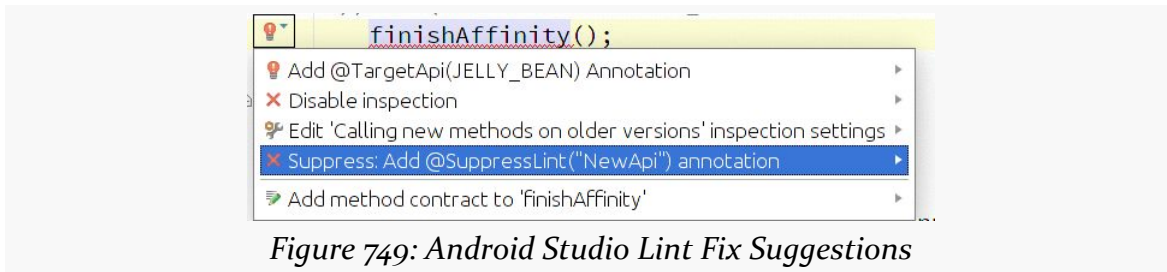 finishAffinity();
Add @TargetApi(JELLY_BEAN) Annotation
Disable inspection
Edit 'Calling new methods on older versions' inspection settings
Suppress: Add @SuppressLint("NewApi") annotation
Add method contract to 'finishAffinity'
Figure 749: Android Studio Lint Fix Suggestions